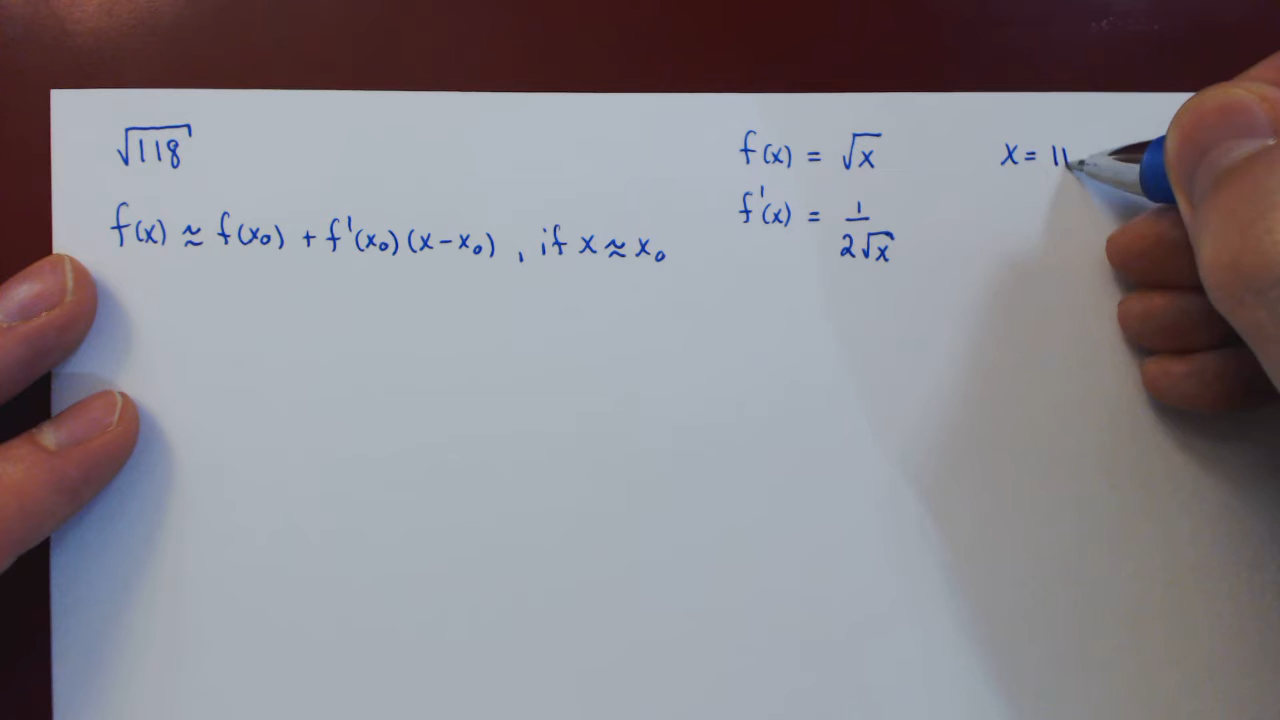 √118
f(x) ≈ f(x₀) + f'(x₀)(x-x₀), if x ≈ x₀
f(x) = √x
f'(x) = 1/(2√x)
x = 11